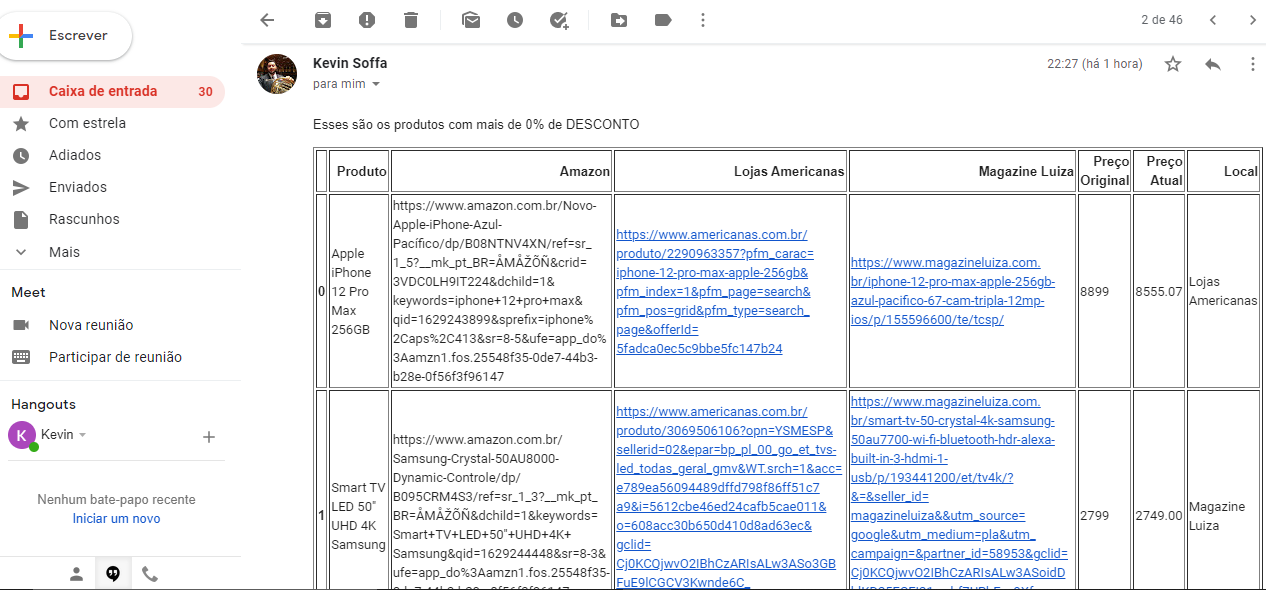 Escrever
2 de 46
Caixa de entrada 30
Com estrela
Adiados
Enviados
Rascunhos
Mais
Meet
Nova reunião
Participar de reunião
Hangouts
K Kevin
Nenhum bate-papo recente
Iniciar um novo
Kevin Soffa
22:27 (há 1 hora)
para mim
Esses são os produtos com mais de 0% de DESCONTO
Produto
Amazon
Lojas Americanas
Magazine Luiza
Preço
Original
Preço
Atual
Local
0
Apple
iPhone
12 Pro
Max
256GB
https://www.amazon.com.br/Novo-
Apple-iPhone-Azul-
Pacífico/dp/B08NTNV4XN/ref=sr_
1_5?__mk_pt_BR=ÅMÅŽÕÑ&crid=
3VDC0LH9IT224&dchild=1&
keywords=iphone+12+pro+max&
qid=1629243899&sprefix=iphone%
2Caps%2C413&sr=8-5&ufe=app_do%
3Aamzn1.fos.25548f35-0de7-44b3-
b28e-0f56f3f96147
https://www.americanas.com.br/
produto/2290963357?pfm_carac=
iphone-12-pro-max-apple-256gb&
pfm_index=1&pfm_page=search&
pfm_pos=grid&pfm_type=search_
page&offerId=
5fadca0ec5c9bbe5fc147b24
https://www.magazineluiza.com.
br/iphone-12-pro-max-apple-256gb-
azul-pacifico-67-cam-tripla-12mp-
ios/p/155596600/te/tcsp/
8899
8555.07
Lojas
Americanas
1
Smart TV
LED 50"
UHD 4K
Samsung
https://www.amazon.com.br/
Samsung-Crystal-50AU8000-
Dynamic-Controle/dp/
B095CRM4S3/ref=sr_1_3?__mk_pt_
BR=ÅMÅŽÕÑ&dchild=1&keywords=
Smart+TV+LED+50"+UHD+4K+
Samsung&qid=1629244448&sr=8-3&
ufe=app_do%3Aamzn1.fos.25548f35-
https://www.americanas.com.br/
produto/3069506106?opn=YSMESP&
sellerid=02&epar=bp_pl_00_go_et_tvs-
led_todas_geral_gmv&WT.srch=1&acc=
e789ea56094489dffd798f86ff51c7
a9&i=5612cbe46ed24cafb5cae011&
o=608acc30b650d410d8ad63ec&
gclid=
Cj0KCQjwvO2IBhCzARIsALw3ASo3GB
FuE9lCGCV3Kwnde6C_
https://www.magazineluiza.com.
br/smart-tv-50-crystal-4k-samsung-
50au7700-wi-fi-bluetooth-hdr-alexa-
built-in-3-hdmi-1-
usb/p/193441200/et/tv4k/?
&=&seller_id=
magazineluiza&&utm_source=
google&utm_medium=pla&utm_
campaign=&partner_id=58953&gclid=
Cj0KCQjwvO2IBhCzARIsALw3ASoidD
2799
2749.00
Magazine
Luiza